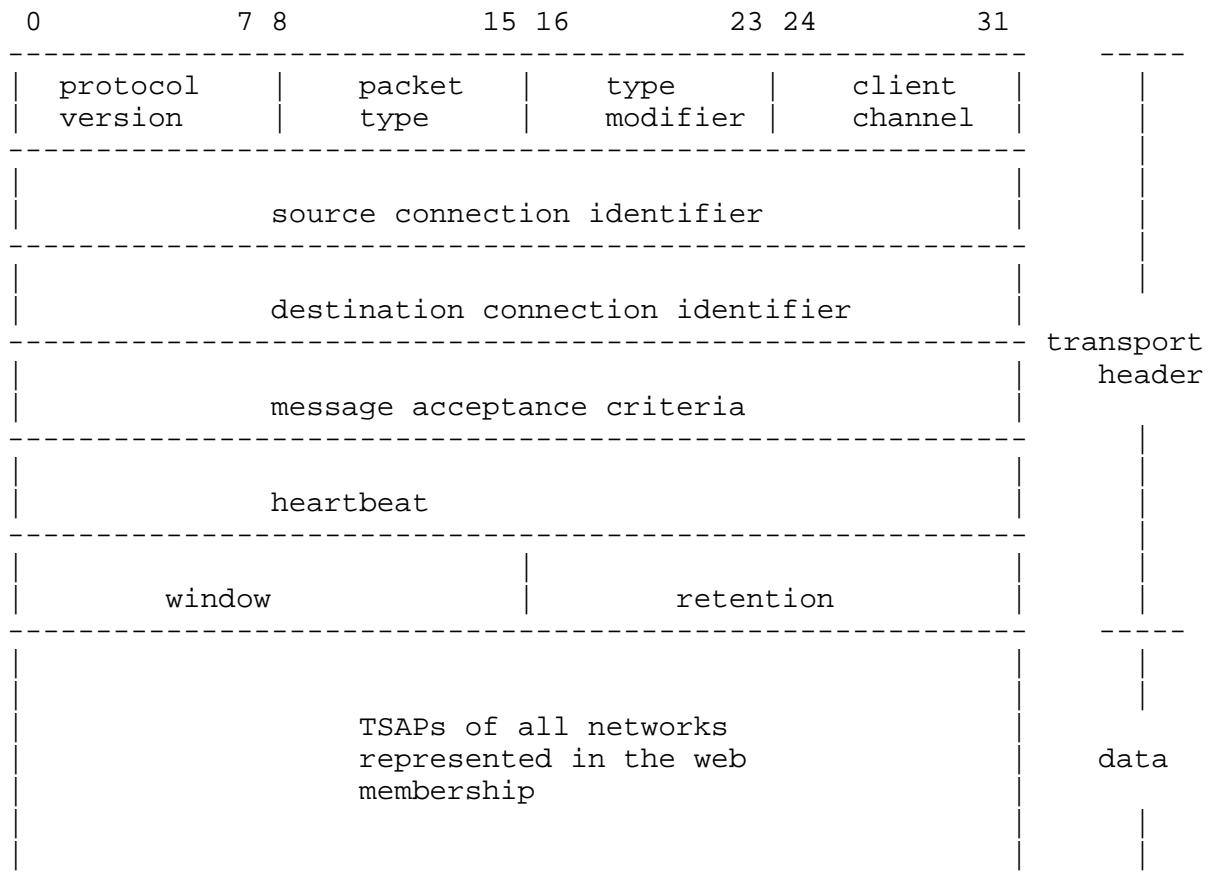 0 7 8 15 16 23 24 31
protocol packet type client
version type modifier channel
source connection identifier
destination connection identifier
transport
header
message acceptance criteria
heartbeat
window retention
TSAPs of all networks
represented in the web data
membership